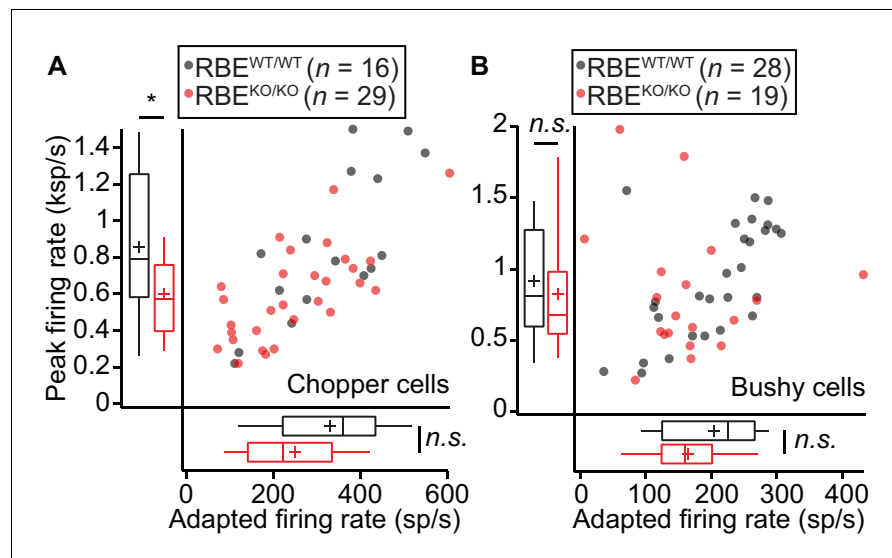 A
RBE^WT/WT (n = 16)
RBE^KO/KO (n = 29)
*
Peak firing rate (ksp/s)
1.4
1.2
1
0.8
0.6
0.4
0.2
0
Chopper cells
n.s.
0 200 400 600
Adapted firing rate (sp/s)
B
RBE^WT/WT (n = 28)
RBE^KO/KO (n = 19)
n.s.
2
1.5
1
0.5
0
Bushy cells
n.s.
0 100 200 300 400
Adapted firing rate (sp/s)